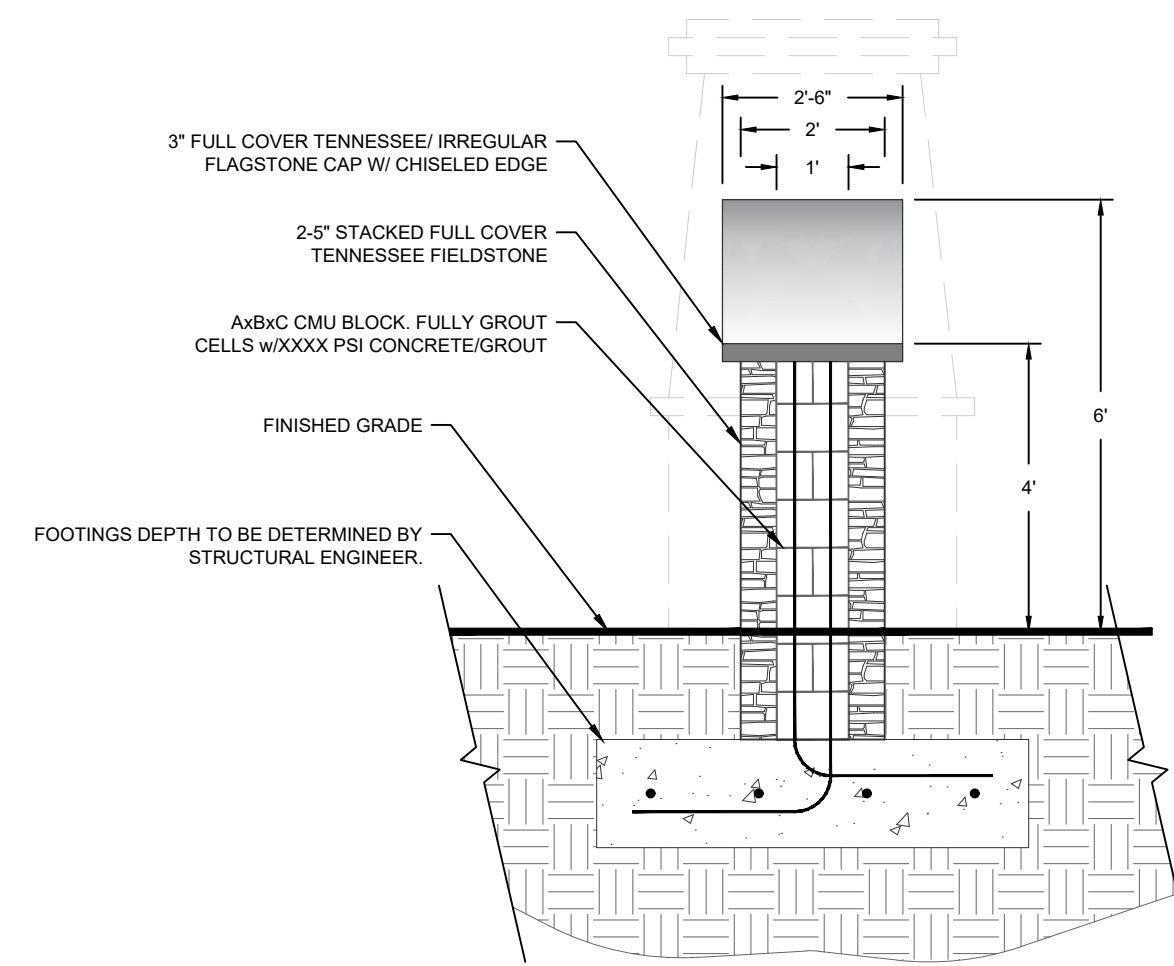 2'-6"
2'
1'
3" FULL COVER TENNESSEE/ IRREGULAR
FLAGSTONE CAP W/ CHISELED EDGE
2-5" STACKED FULL COVER
TENNESSEE FIELDSTONE
AxBxC CMU BLOCK. FULLY GROUT
CELLS w/XXXX PSI CONCRETE/GROUT
FINISHED GRADE
FOOTINGS DEPTH TO BE DETERMINED BY
STRUCTURAL ENGINEER.
6'
4'